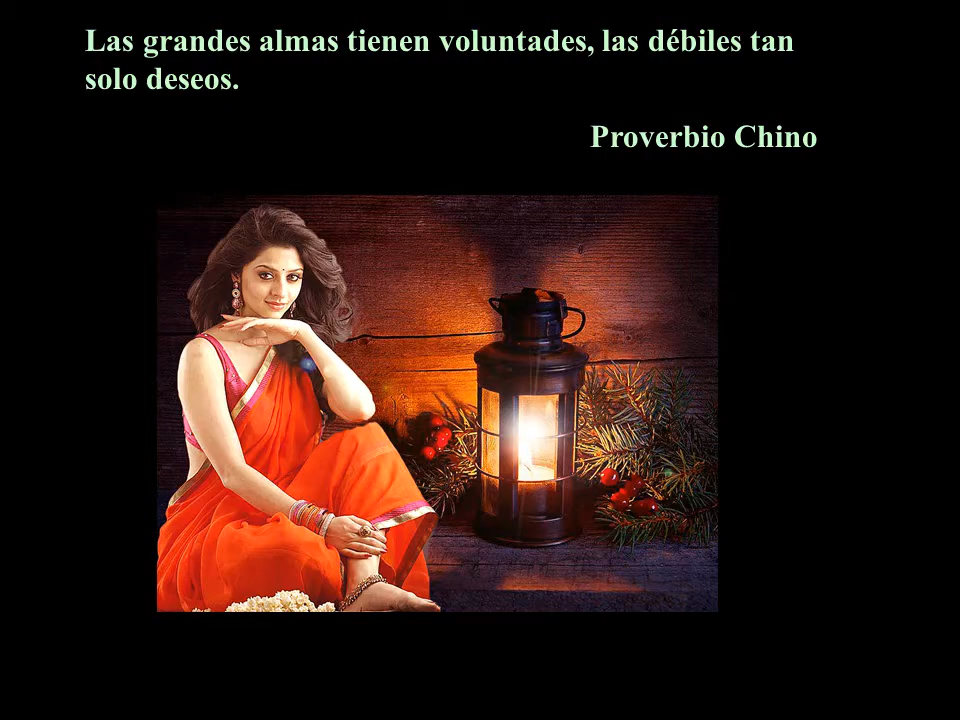 Las grandes almas tienen voluntades, las débiles tan
solo deseos.
Proverbio Chino